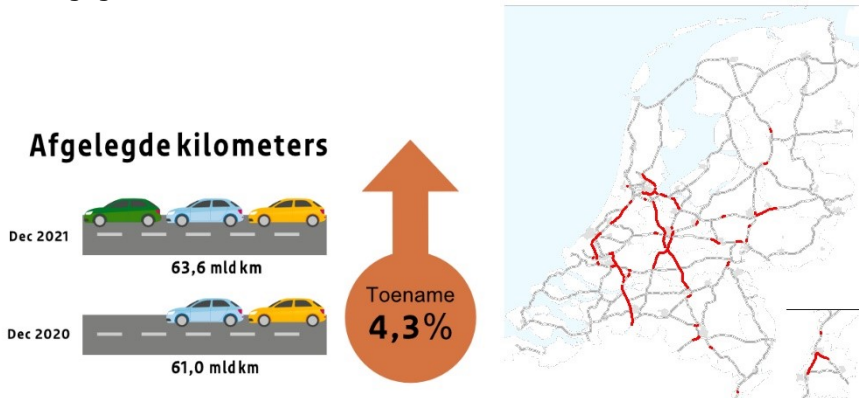 Afgelegde kilometers
Dec 2021
63,6 mld km
Dec 2020
61,0 mld km
Toename
4,3%